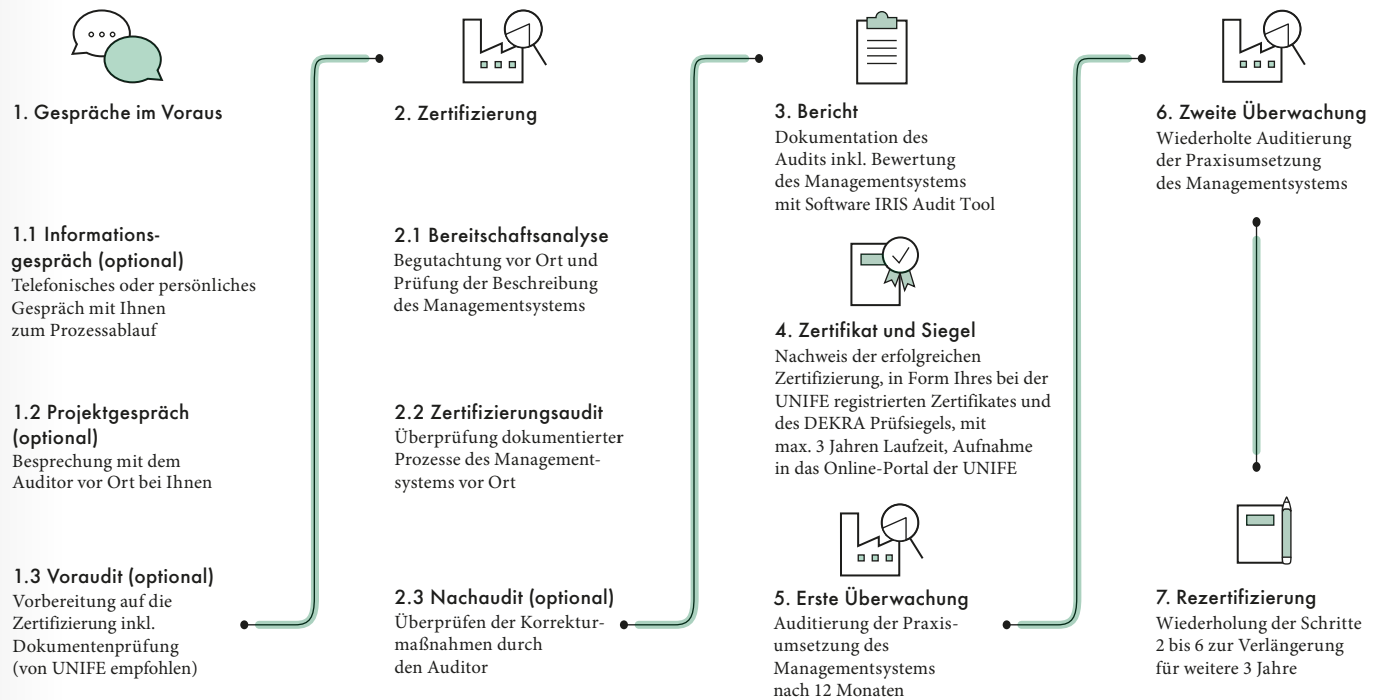 1. Gespräche im Voraus
1.1 Informations-
gespräch (optional)
Telefonisches oder persönliches
Gespräch mit Ihnen
zum Prozessablauf
1.2 Projektgespräch
(optional)
Besprechung mit dem
Auditor vor Ort bei Ihnen
1.3 Voraudit (optional)
Vorbereitung auf die
Zertifizierung inkl.
Dokumentenprüfung
(von UNIFE empfohlen)
2. Zertifizierung
2.1 Bereitschaftsanalyse
Begutachtung vor Ort und
Prüfung der Beschreibung
des Managementsystems
2.2 Zertifizierungsaudit
Überprüfung dokumentierter
Prozesse des Management-
systems vor Ort
2.3 Nachaudit (optional)
Überprüfen der Korrektur-
maßnahmen durch
den Auditor
3. Bericht
Dokumentation des
Audits inkl. Bewertung
des Managementsystems
mit Software IRIS Audit Tool
4. Zertifikat und Siegel
Nachweis der erfolgreichen
Zertifizierung, in Form Ihres bei der
UNIFE registrierten Zertifikates und
des DEKRA Prüfsiegels, mit
max. 3 Jahren Laufzeit, Aufnahme
in das Online-Portal der UNIFE
5. Erste Überwachung
Auditierung der Praxis-
umsetzung des
Managementsystems
nach 12 Monaten
6. Zweite Überwachung
Wiederholte Auditierung
der Praxisumsetzung
des Managementsystems
7. Rezertifizierung
Wiederholung der Schritte
2 bis 6 zur Verlängerung
für weitere 3 Jahre